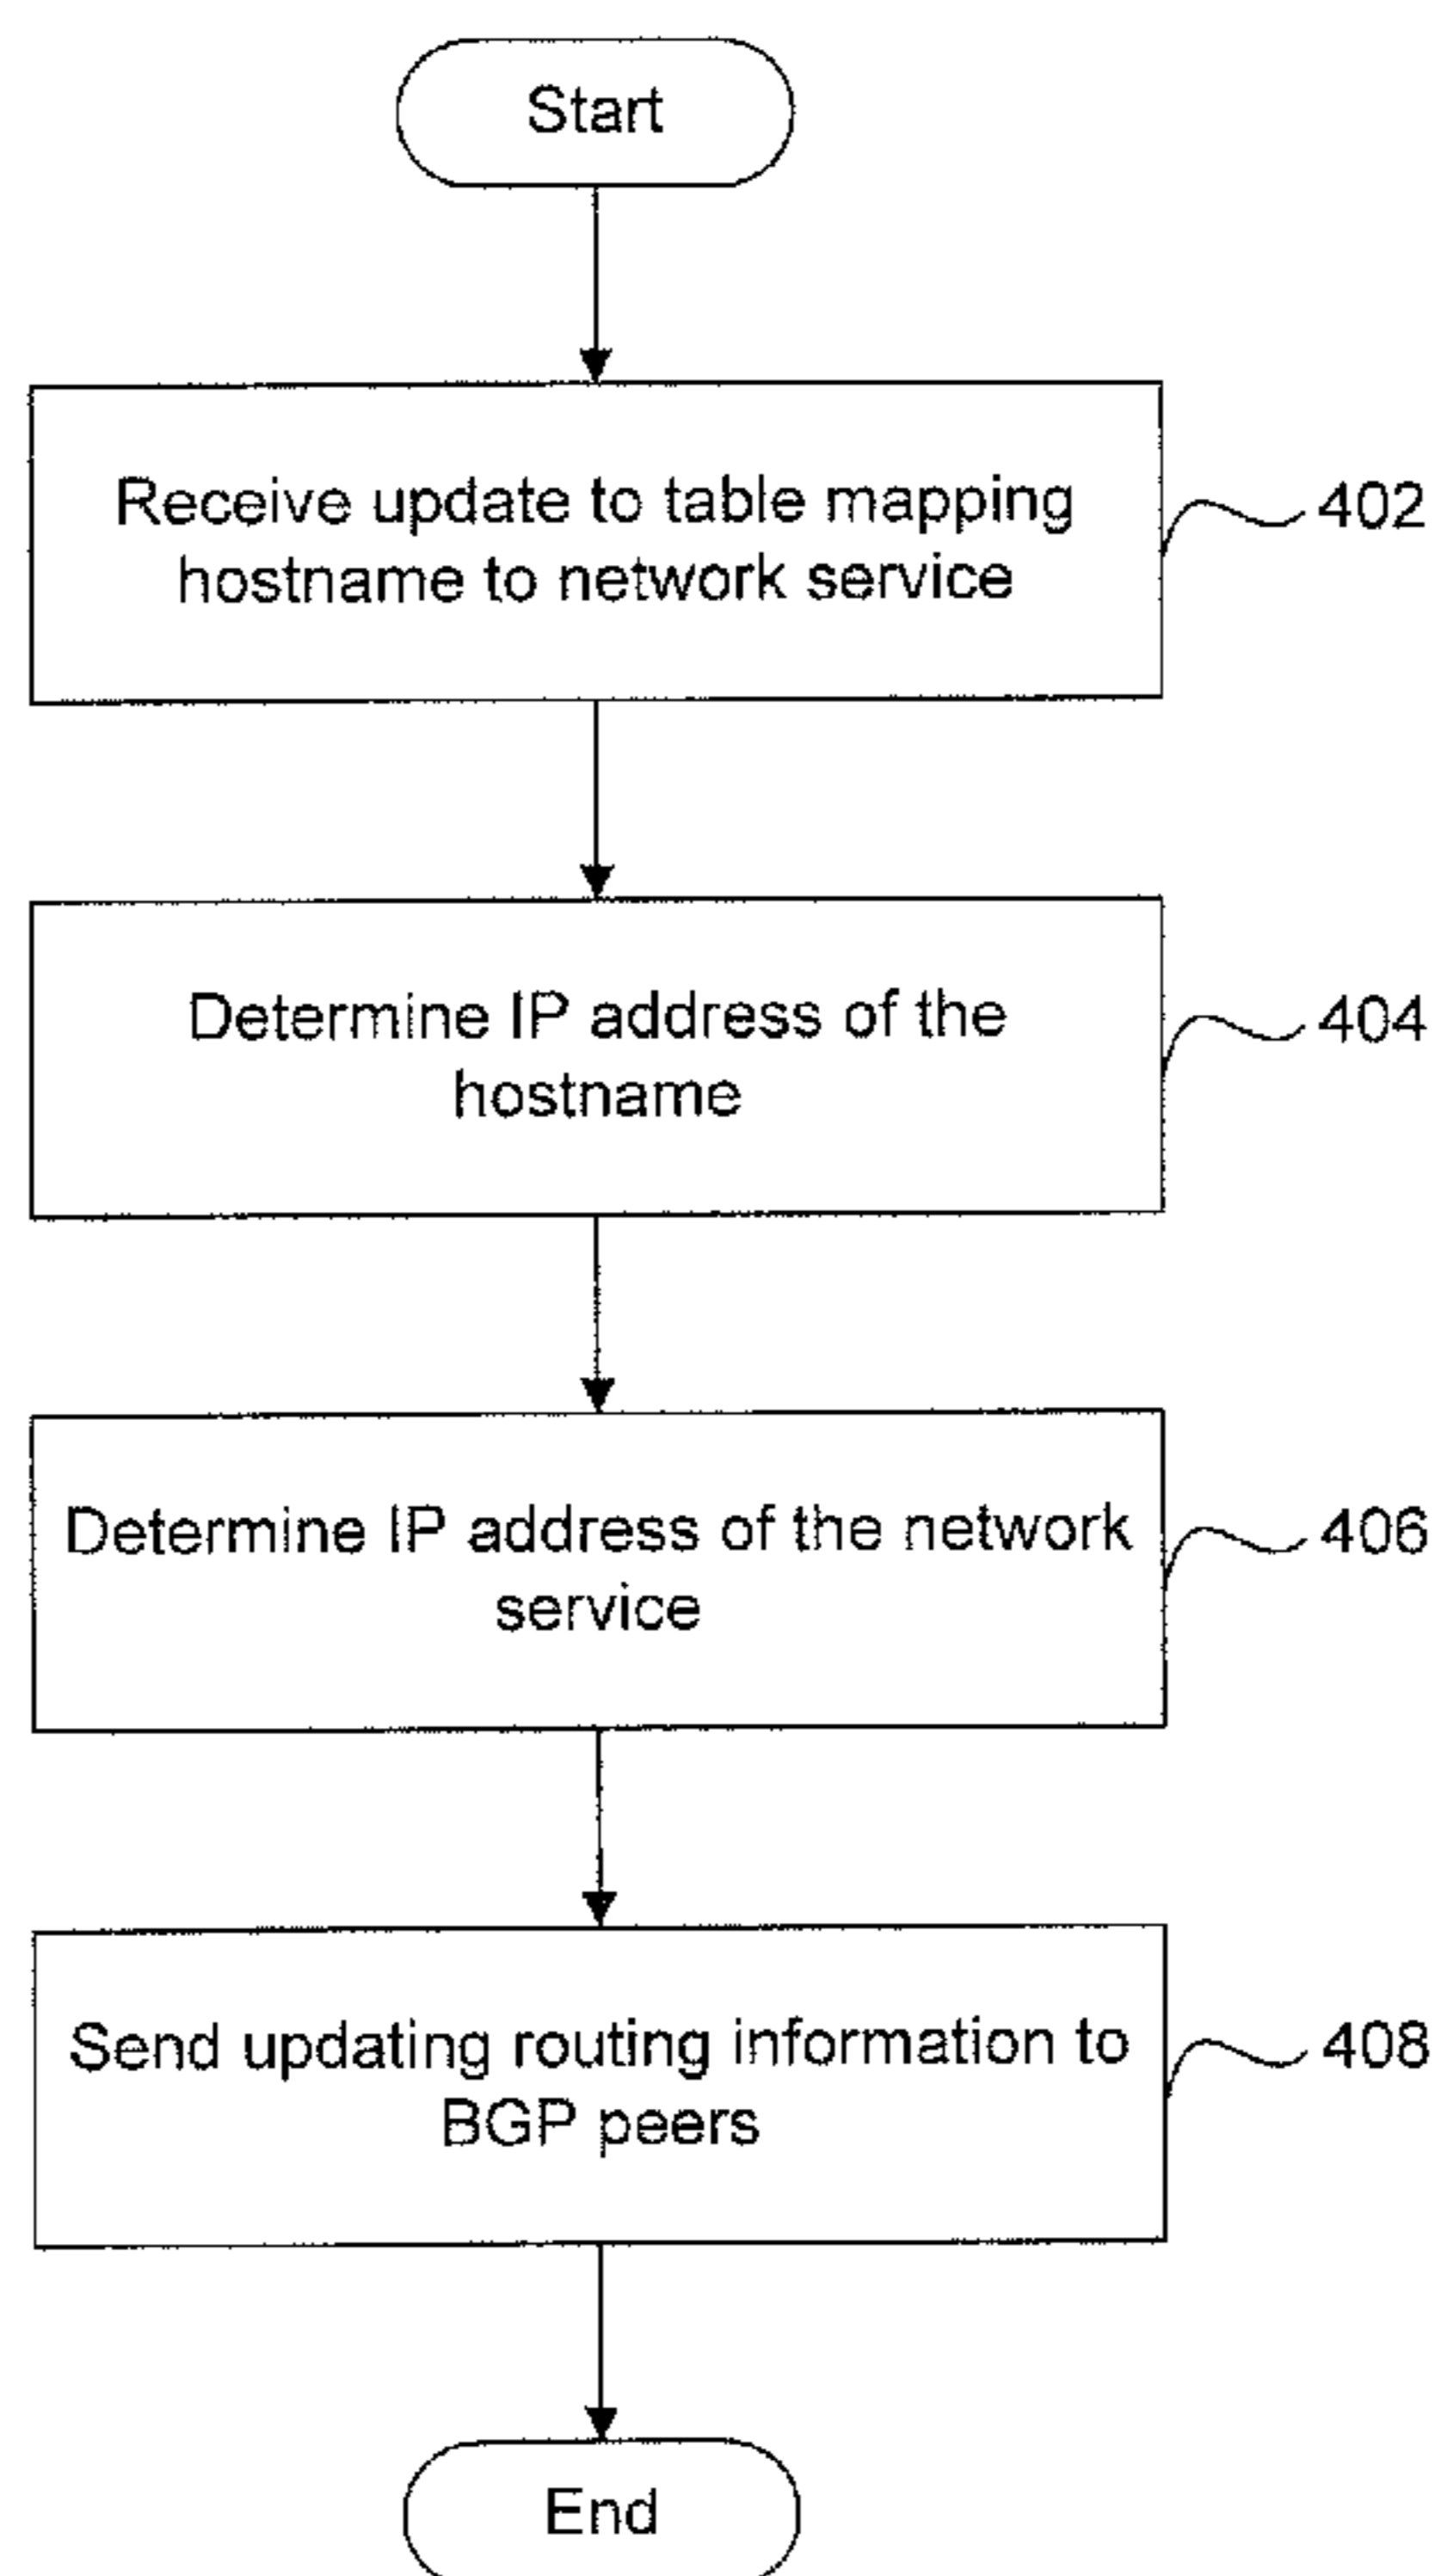 Start
Receive update to table mapping
hostname to network service
402
Determine IP address of the
hostname
404
Determine IP address of the network
service
406
Send updating routing information to
BGP peers
408
End